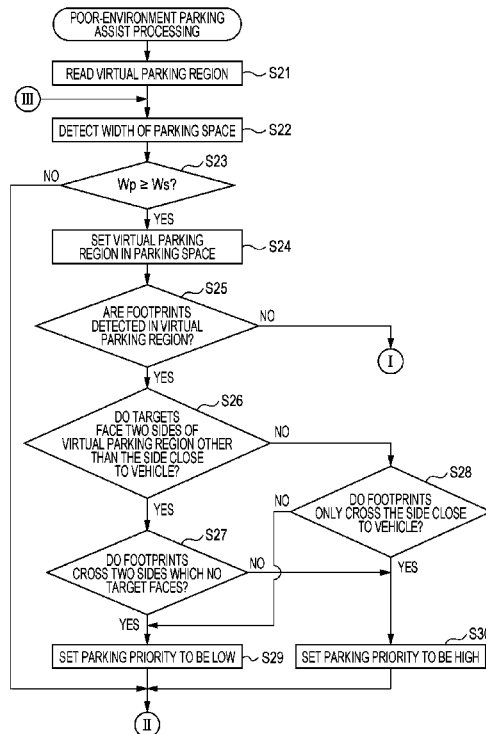 POOR-ENVIRONMENT PARKING
ASSIST PROCESSING
READ VIRTUAL PARKING REGION
S21
III
DETECT WIDTH OF PARKING SPACE
S22
S23
NO
Wp ≥ Ws?
YES
SET VIRTUAL PARKING
REGION IN PARKING SPACE
S24
S25
ARE FOOTPRINTS
DETECTED IN VIRTUAL
PARKING REGION?
NO
I
YES
S26
DO TARGETS
FACE TWO SIDES OF
VIRTUAL PARKING REGION OTHER
THAN THE SIDE CLOSE
TO VEHICLE?
NO
YES
S28
NO
DO FOOTPRINTS
ONLY CROSS THE SIDE CLOSE
TO VEHICLE?
YES
S27
DO FOOTPRINTS
CROSS TWO SIDES WHICH NO
TARGET FACES?
NO
YES
SET PARKING PRIORITY TO BE LOW
S29
S30
SET PARKING PRIORITY TO BE HIGH
II